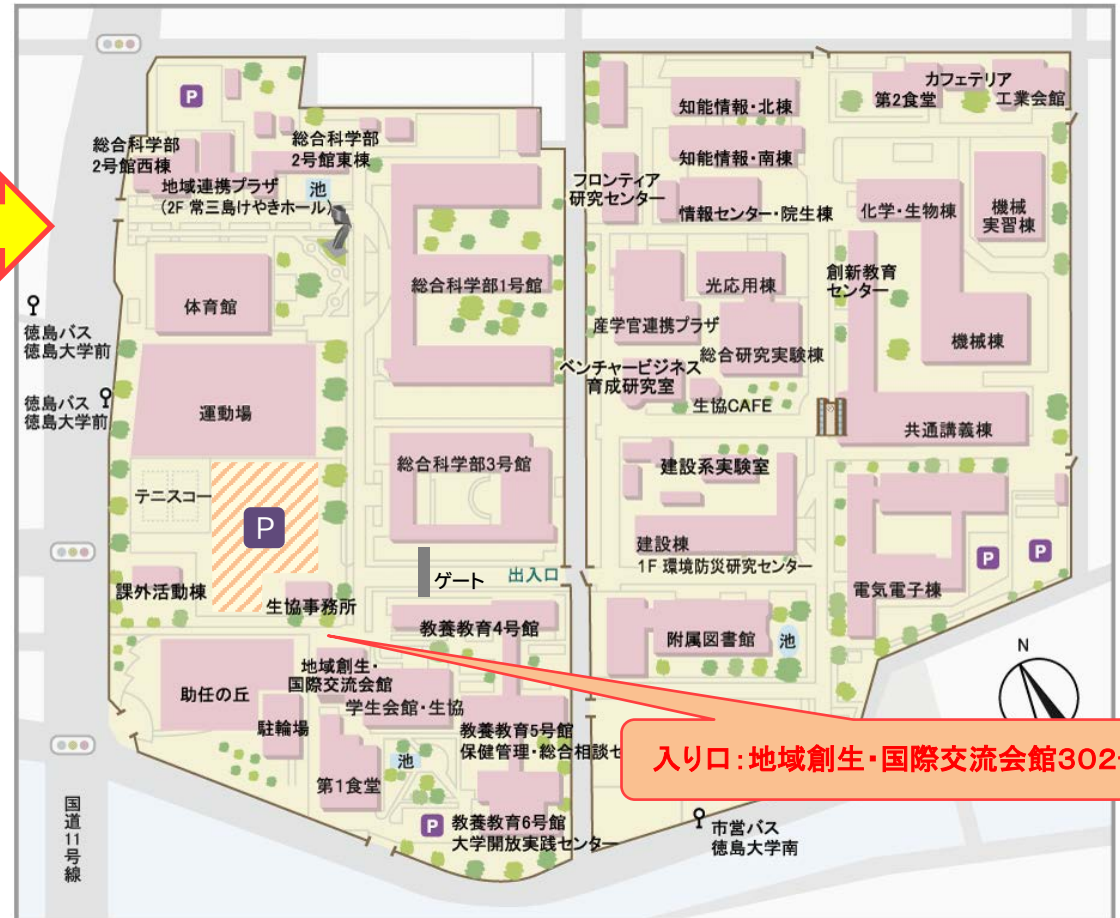 P
総合科学部
2号館西棟
総合科学部
2号館東棟
地域連携プラザ
(2F 常三島けやきホール)
池
体育館
総合科学部1号館
徳島バス
徳島大学前
徳島バス
徳島大学前
運動場
総合科学部3号館
テニスコー
P
課外活動棟
生協事務所
ゲート
出入口
教養教育4号館
助任の丘
地域創生・
国際交流会館
学生会館・生協
駐輪場
第1食堂
池
教養教育5号館
保健管理・総合相談セ
P
教養教育6号館
大学開放実践センター
国道11号線
知能情報・北棟
知能情報・南棟
フロンティア
研究センター
情報センター・院生棟
カフェテリア
第2食堂
工業会館
化学・生物棟
機械
実習棟
光応用棟
創新教育
センター
産学官連携プラザ
総合研究実験棟
機械棟
ベンチャービジネス
育成研究室
生協CAFE
共通講義棟
建設系実験室
建設棟
1F 環境防災研究センター
P
P
電気電子棟
附属図書館
池
N
入り口：地域創生・国際交流会館302
市営バス
徳島大学南